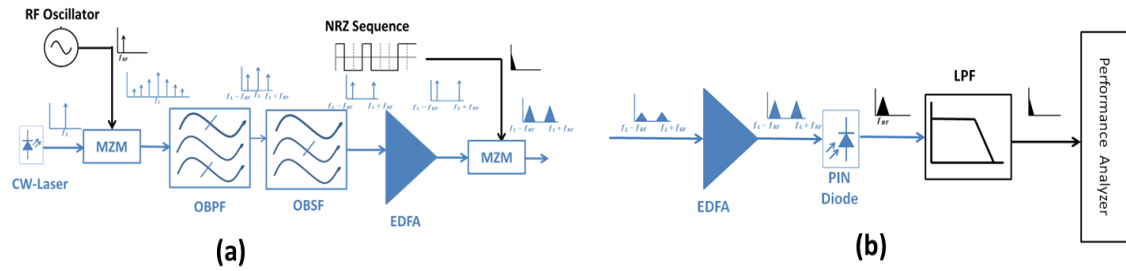 RF Oscillator
f_RF
NRZ Sequence
f_L
f_L
f_L−f_RF f_L f_L+f_RF
f_L−f_RF f_L+f_RF
f_L−f_RF f_L+f_RF
f_L−f_RF f_L+f_RF
CW-Laser
MZM
OBPF
OBSF
EDFA
MZM
(a)
f_L−f_RF f_L+f_RF
EDFA
f_L−f_RF f_L+f_RF
PIN
Diode
f_RF
LPF
Performance Analyzer
(b)